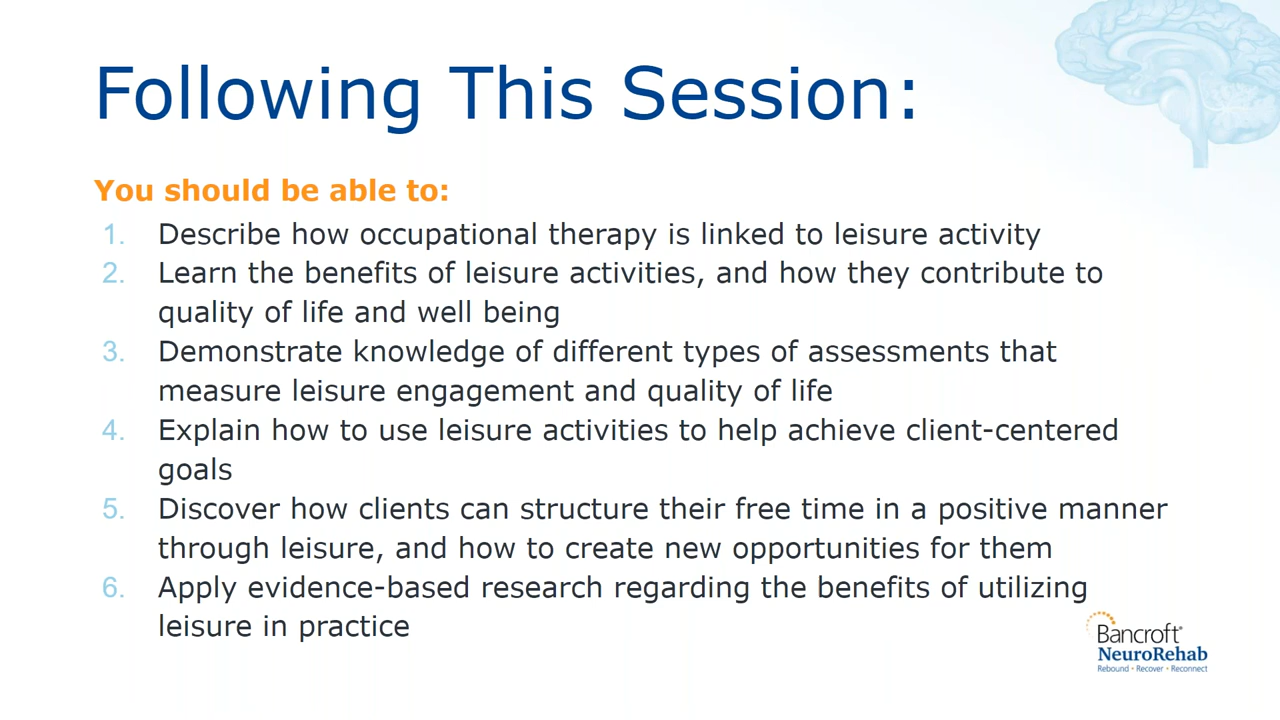 Following This Session:
You should be able to:
1. Describe how occupational therapy is linked to leisure activity
2. Learn the benefits of leisure activities, and how they contribute to
quality of life and well being
3. Demonstrate knowledge of different types of assessments that
measure leisure engagement and quality of life
4. Explain how to use leisure activities to help achieve client-centered
goals
5. Discover how clients can structure their free time in a positive manner
through leisure, and how to create new opportunities for them
6. Apply evidence-based research regarding the benefits of utilizing
leisure in practice
Bancroft®
NeuroRehab
Rebound • Recover • Reconnect